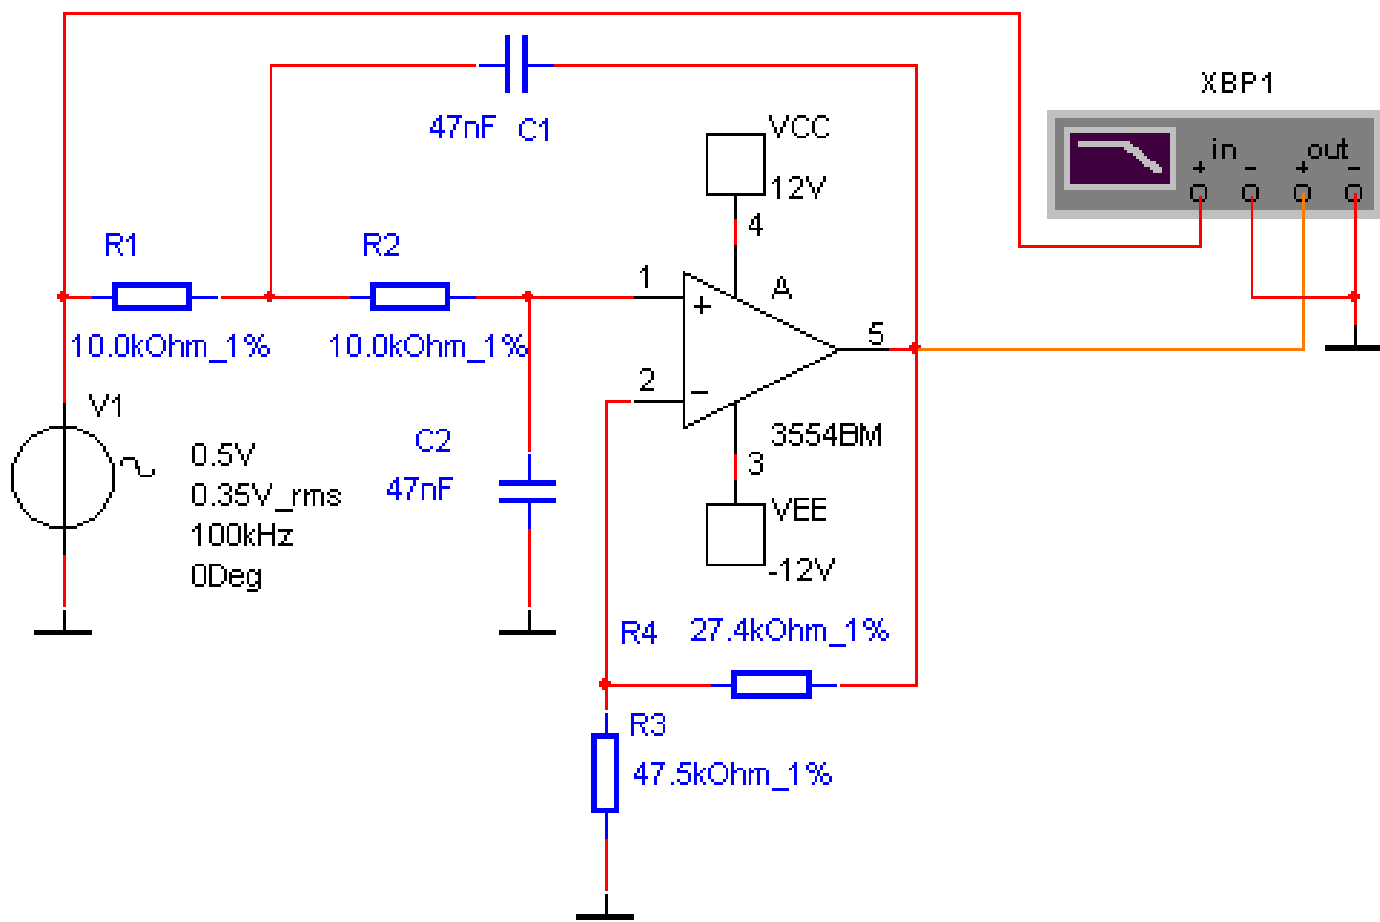 XBP1
in
out
+
-
+
-
47nF
C1
VCC
12V
4
R1
R2
1
A
+
10.0kOhm_1%
10.0kOhm_1%
5
2
-
V1
3554BM
C2
0.5V
3
47nF
0.35V_rms
VEE
100kHz
-12V
0Deg
R4
27.4kOhm_1%
R3
47.5kOhm_1%